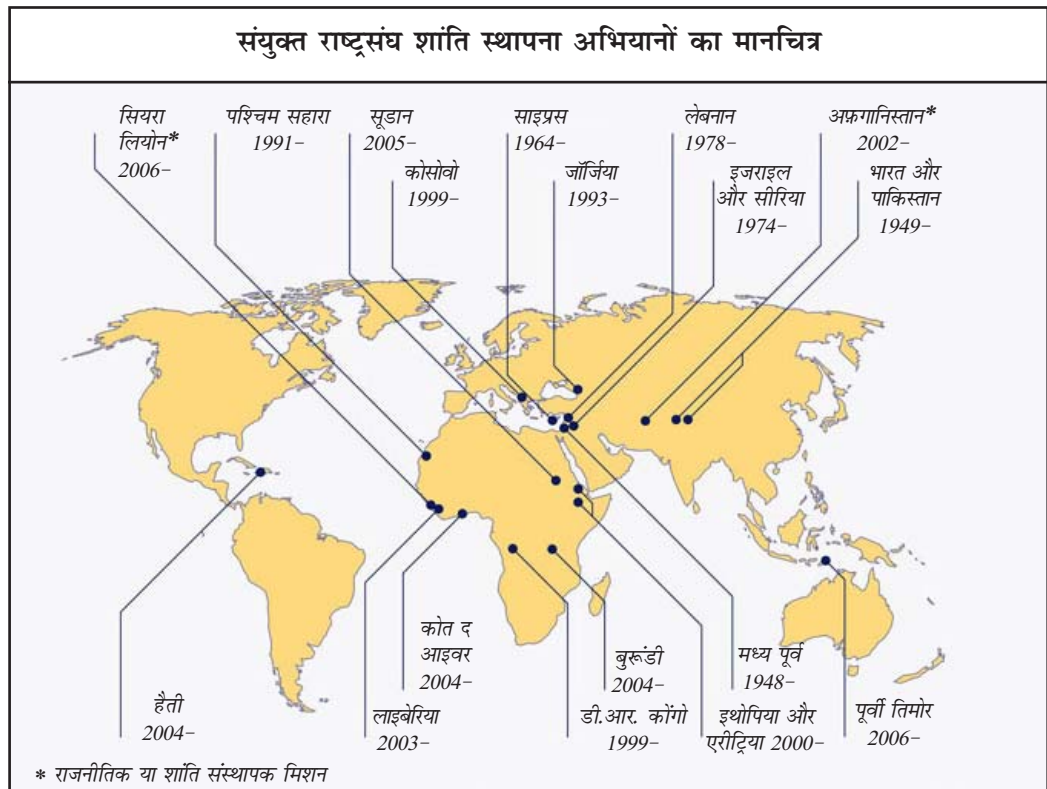 संयुक्त राष्ट्रसंघ शांति स्थापना अभियानों का मानचित्र
सियरा
लियोन*
2006-
पश्चिम सहारा
1991-
सूडान
2005-
कोसोवो
1999-
साइप्रस
1964-
जॉर्जिया
1993-
लेबनान
1978-
इजराइल
और सीरिया
1974-
अफ़गानिस्तान*
2002-
भारत और
पाकिस्तान
1949-
हैती
2004-
लाइबेरिया
2003-
कोत द
आइवर
2004-
डी.आर. कोंगो
1999-
बुरूंडी
2004-
इथोपिया और
एरीट्रिया 2000-
मध्य पूर्व
1948-
पूर्वी तिमोर
2006-
* राजनीतिक या शांति संस्थापक मिशन